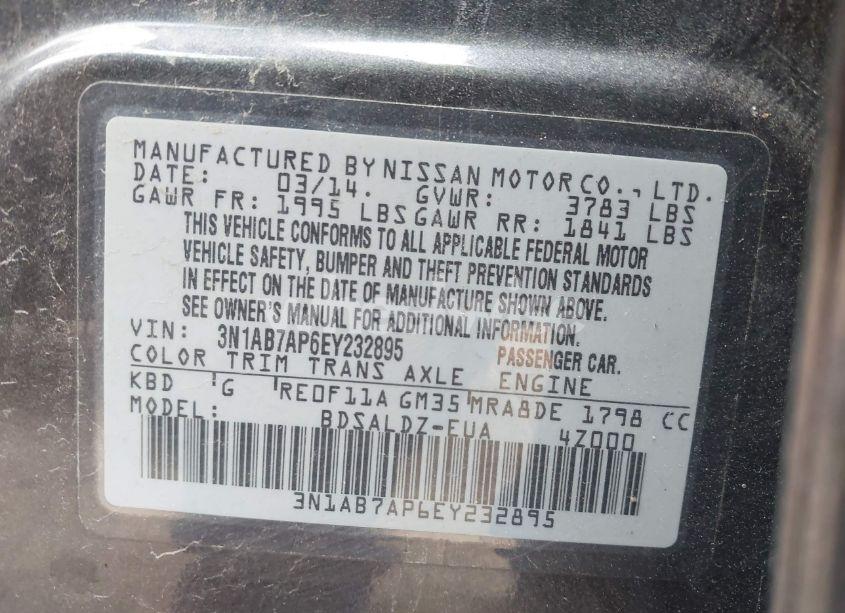 MANUFACTURED BY NISSAN MOTOR CO., LTD.
DATE: 03/14. GVWR: 3783 LBS
GAWR FR: 1995 LBS GAWR RR: 1841 LBS
THIS VEHICLE CONFORMS TO ALL APPLICABLE FEDERAL MOTOR
VEHICLE SAFETY, BUMPER AND THEFT PREVENTION STANDARDS
IN EFFECT ON THE DATE OF MANUFACTURE SHOWN ABOVE.
SEE OWNER'S MANUAL FOR ADDITIONAL INFORMATION.
VIN: 3N1AB7AP6EY232895 PASSENGER CAR.
COLOR TRIM TRANS AXLE ENGINE
KBD G RE0F11A GM35 MRA8DE 1798 CC
MODEL: BDSALDZ-EUA 4Z000
3N1AB7AP6EY232895